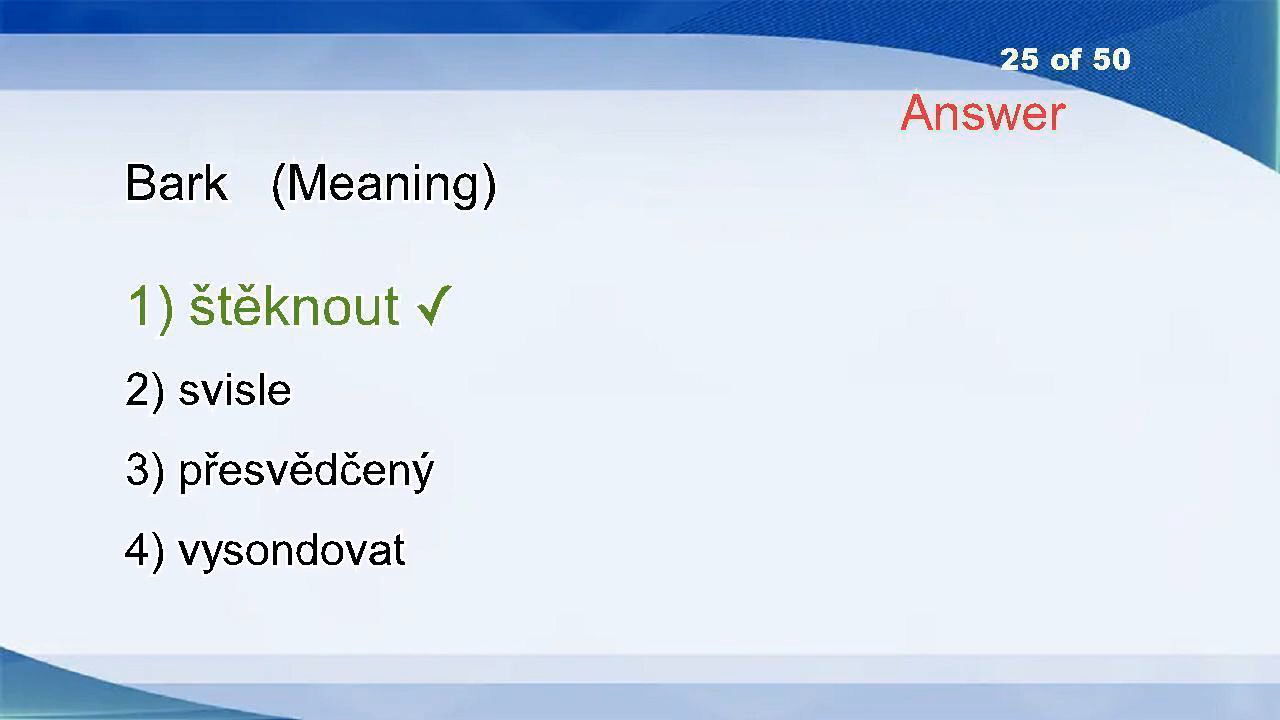 25 of 50
Answer
Bark (Meaning)
1) štěknout ✓
2) svisle
3) přesvědčený
4) vysondovat